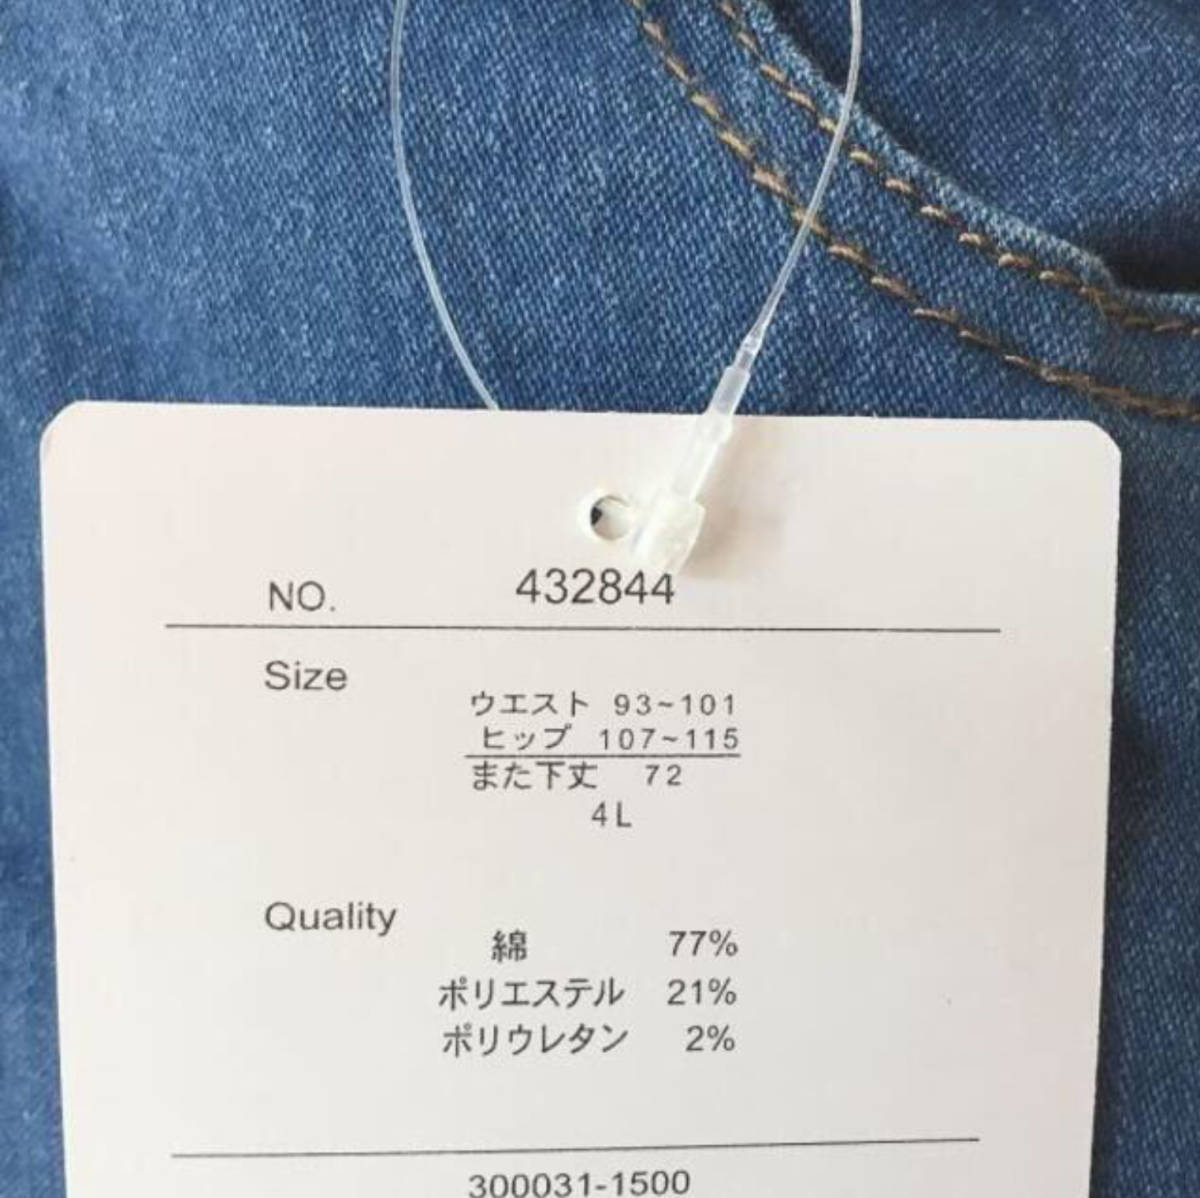 NO. 432844
Size
ウエスト 93~101
ヒップ 107~115
また下丈 72
4L
Quality
綿 77%
ポリエステル 21%
ポリウレタン 2%
300031-1500